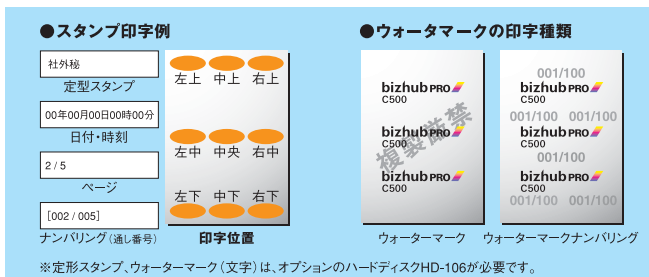 ●スタンプ印字例
社外秘
定型スタンプ
00年00月00日00時00分
日付・時刻
2 / 5
ページ
[002 / 005]
ナンバリング(通し番号)
左上 中上 右上
左中 中央 右中
左下 中下 右下
印字位置
●ウォータマークの印字種類
bizhub PRO
C500
bizhub PRO
C500
複製厳禁
bizhub PRO
C500
ウォーターマーク
001/100
bizhub PRO
C500
001/100 001/100
bizhub PRO
C500
001/100
bizhub PRO
C500
001/100 001/100
ウォーターマークナンバリング
※定形スタンプ、ウォーターマーク(文字)は、オプションのハードディスクHD-106が必要です。